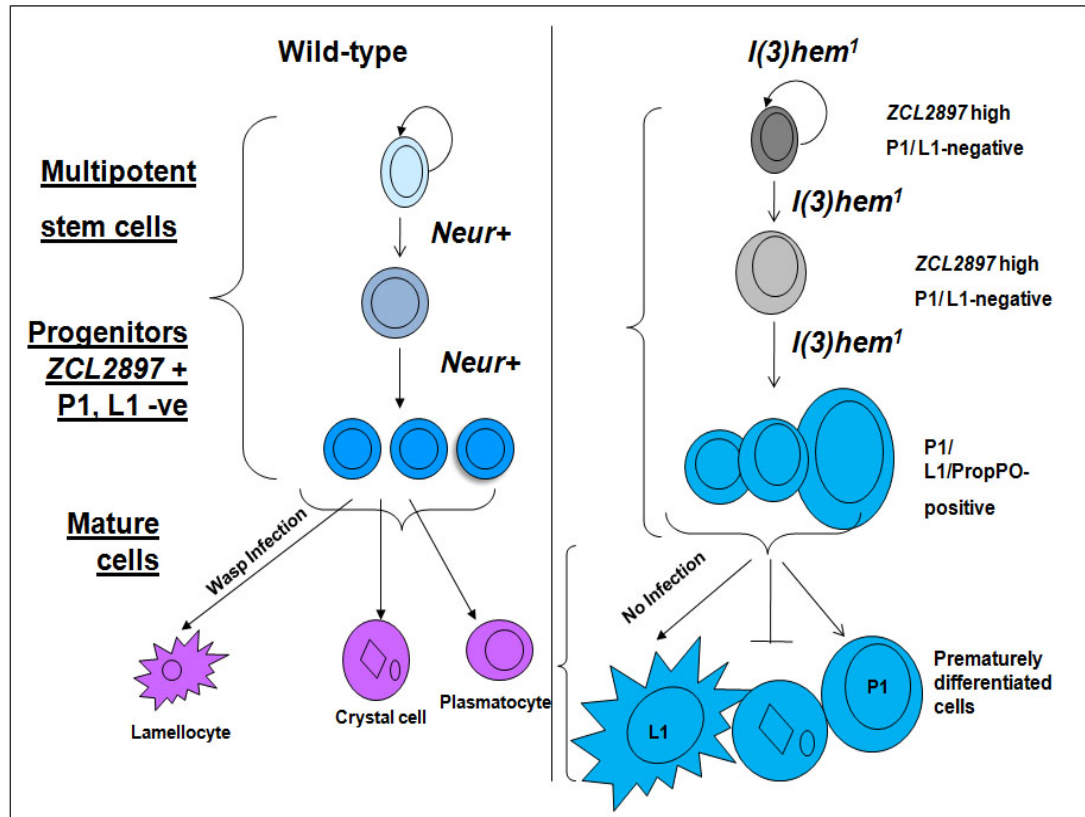 Wild-type
Multipotent
stem cells
Neur+
Progenitors
ZCL2897 +
P1, L1 -ve
Neur+
Mature
cells
Wasp Infection
Lamellocyte
Crystal cell
Plasmatocyte
l(3)hem¹
ZCL2897 high
P1/ L1-negative
l(3)hem¹
ZCL2897 high
P1/ L1-negative
l(3)hem¹
P1/
L1/PropPO-
positive
No Infection
L1
P1
Prematurely
differentiated
cells